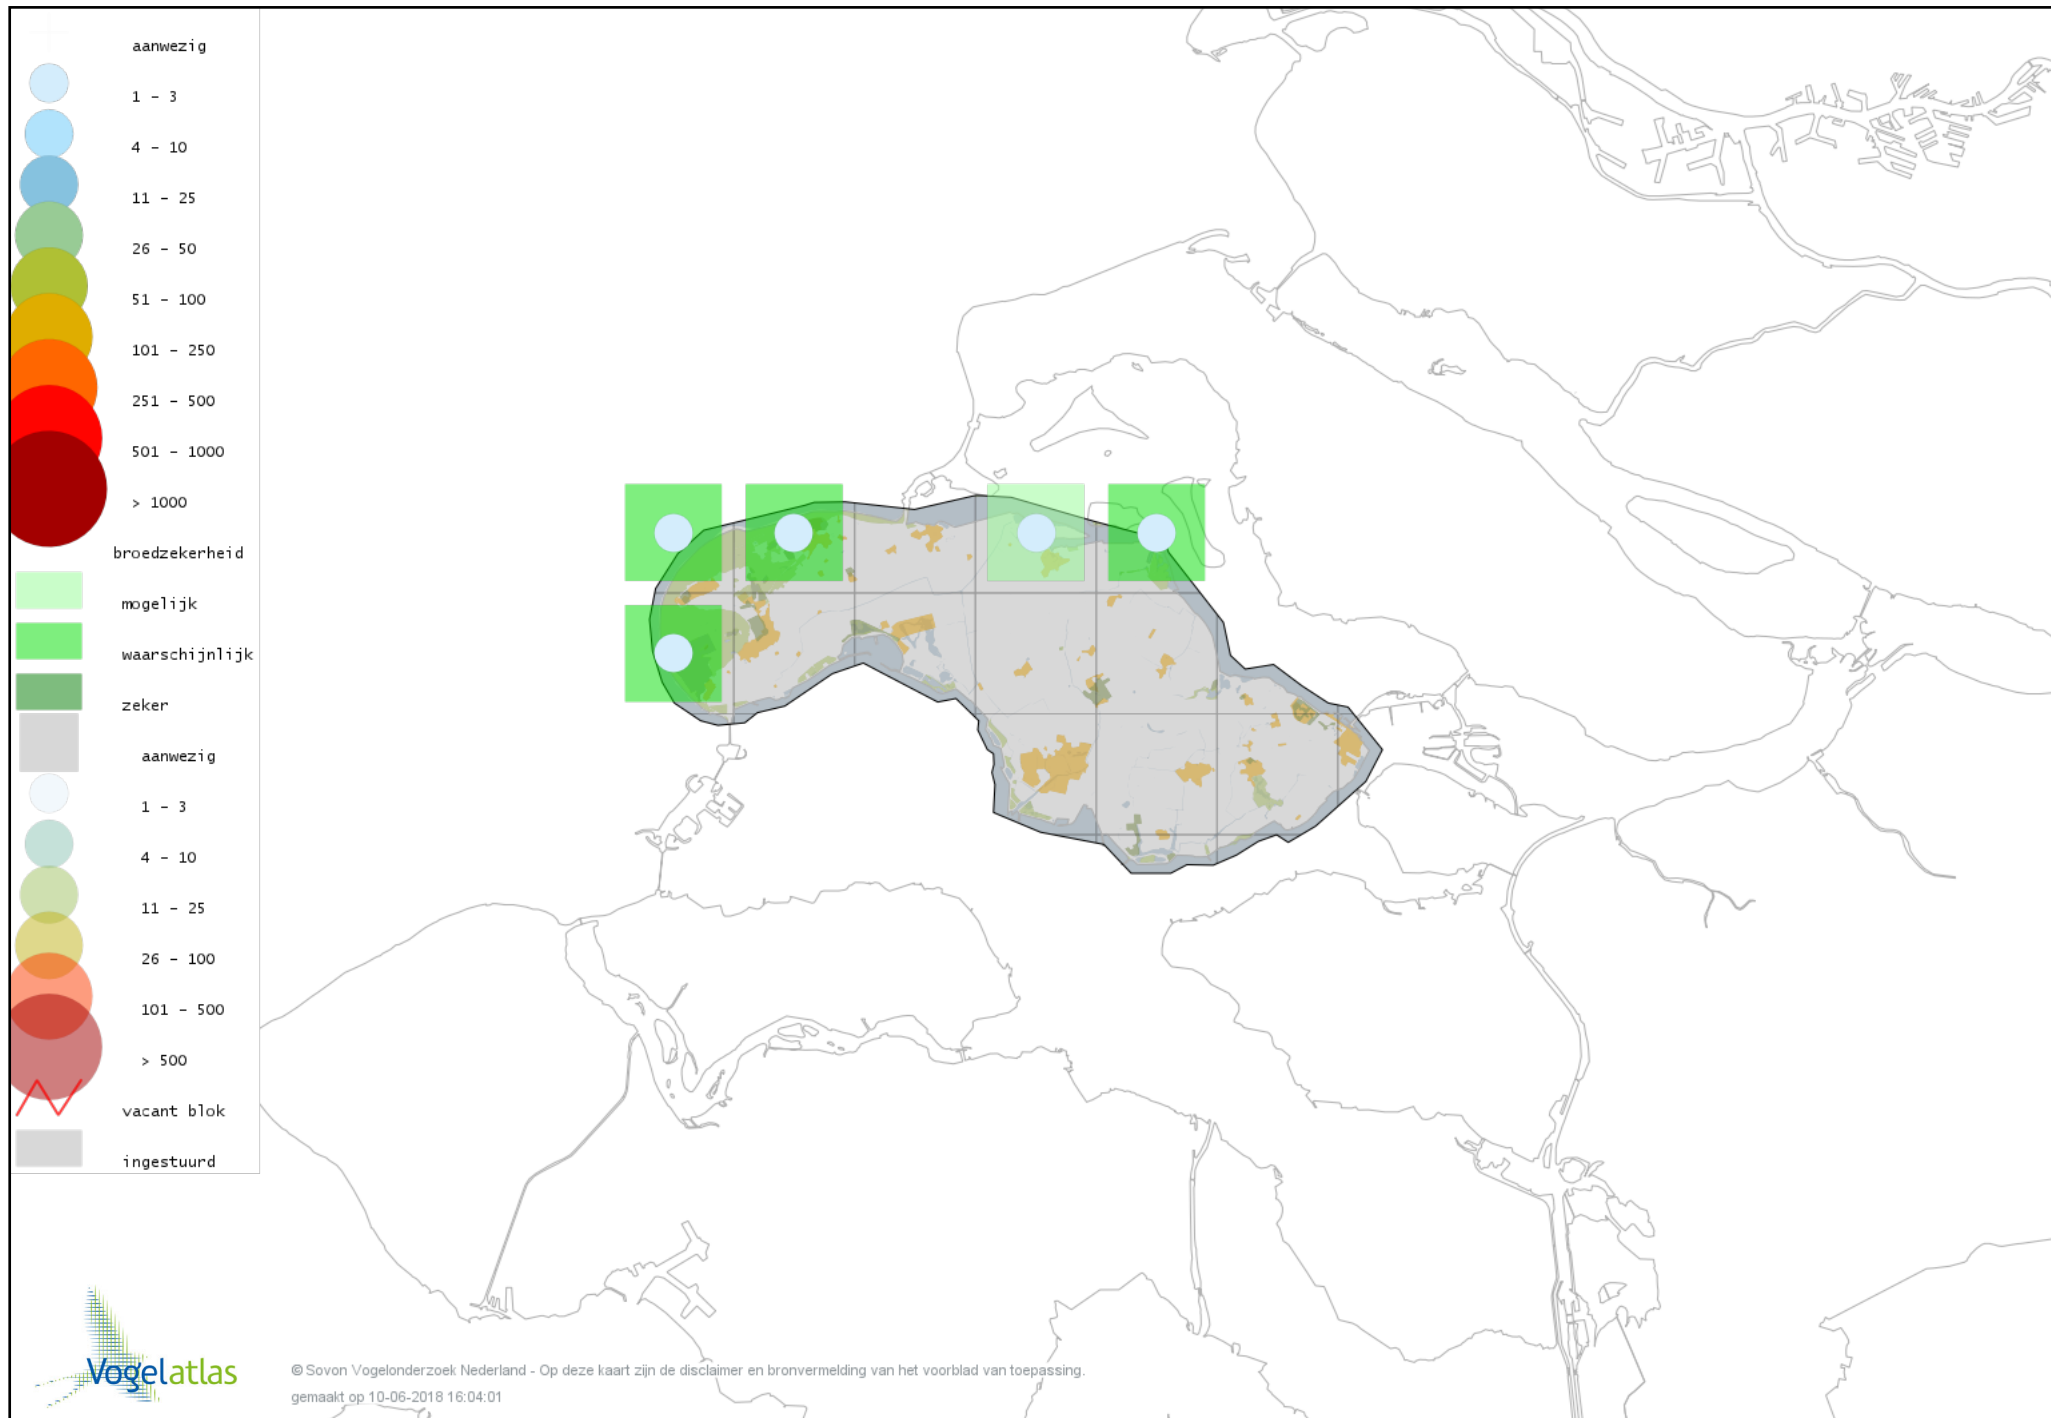 aanwezig
1 - 3
4 - 10
11 - 25
26 - 50
51 - 100
101 - 250
251 - 500
501 - 1000
> 1000
broedzekerheid
mogelijk
waarschijnlijk
zeker
aanwezig
1 - 3
4 - 10
11 - 25
26 - 100
101 - 500
> 500
vacant blok
ingestuurd
Vogelatlas
© Sovon Vogelonderzoek Nederland - Op deze kaart zijn de disclaimer en bronvermelding van het voorblad van toepassing.
gemaakt op 10-06-2018 16:04:01